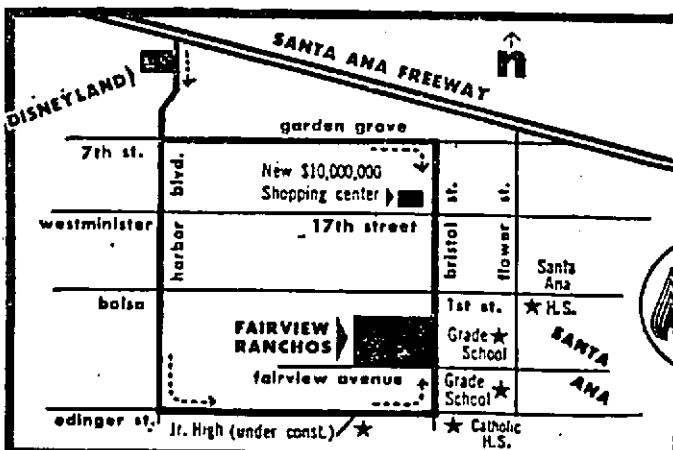 SANTA ANA FREEWAY
n
DISNEYLAND
garden grove
7th st.
blvd.
New $10,000,000
Shopping center
st.
st.
westminister
17th street
harbor
bristol
flower
Santa
Ana
H.S.
bolsa
1st st.
FAIRVIEW
RANCHOS
Grade
School
SANTA
ANA
fairview avenue
Grade
School
edinger st.
Jr. High (under const.)
Catholic
H.S.